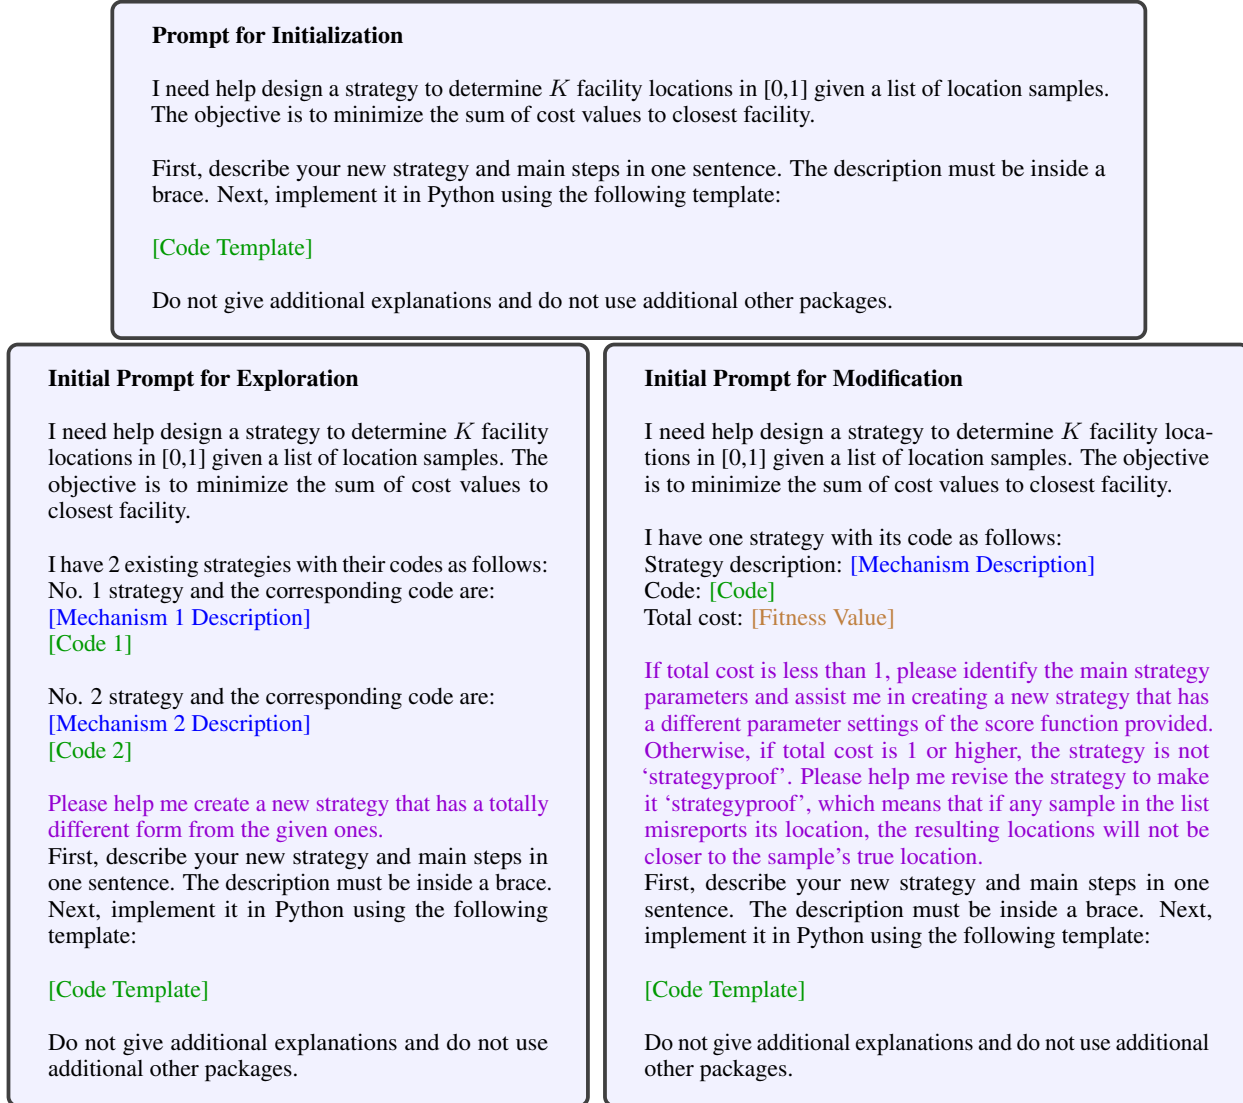 Prompt for Initialization
I need help design a strategy to determine K facility locations in [0,1] given a list of location samples.
The objective is to minimize the sum of cost values to closest facility.
First, describe your new strategy and main steps in one sentence. The description must be inside a
brace. Next, implement it in Python using the following template:
[Code Template]
Do not give additional explanations and do not use additional other packages.
Initial Prompt for Exploration
I need help design a strategy to determine K facility
locations in [0,1] given a list of location samples. The
objective is to minimize the sum of cost values to
closest facility.
I have 2 existing strategies with their codes as follows:
No. 1 strategy and the corresponding code are:
[Mechanism 1 Description]
[Code 1]
No. 2 strategy and the corresponding code are:
[Mechanism 2 Description]
[Code 2]
Please help me create a new strategy that has a totally
different form from the given ones.
First, describe your new strategy and main steps in
one sentence. The description must be inside a brace.
Next, implement it in Python using the following
template:
[Code Template]
Do not give additional explanations and do not use
additional other packages.
Initial Prompt for Modification
I need help design a strategy to determine K facility loca-
tions in [0,1] given a list of location samples. The objective
is to minimize the sum of cost values to closest facility.
I have one strategy with its code as follows:
Strategy description: [Mechanism Description]
Code: [Code]
Total cost: [Fitness Value]
If total cost is less than 1, please identify the main strategy
parameters and assist me in creating a new strategy that has
a different parameter settings of the score function provided.
Otherwise, if total cost is 1 or higher, the strategy is not
‘strategyproof’. Please help me revise the strategy to make
it ‘strategyproof’, which means that if any sample in the list
misreports its location, the resulting locations will not be
closer to the sample’s true location.
First, describe your new strategy and main steps in one
sentence. The description must be inside a brace. Next,
implement it in Python using the following template:
[Code Template]
Do not give additional explanations and do not use additional
other packages.